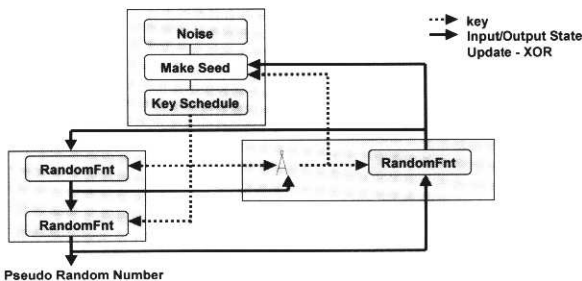 Noise
Make Seed
Key Schedule
key
Input/Output State
Update - XOR
RandomFnt
RandomFnt
RandomFnt
Pseudo Random Number